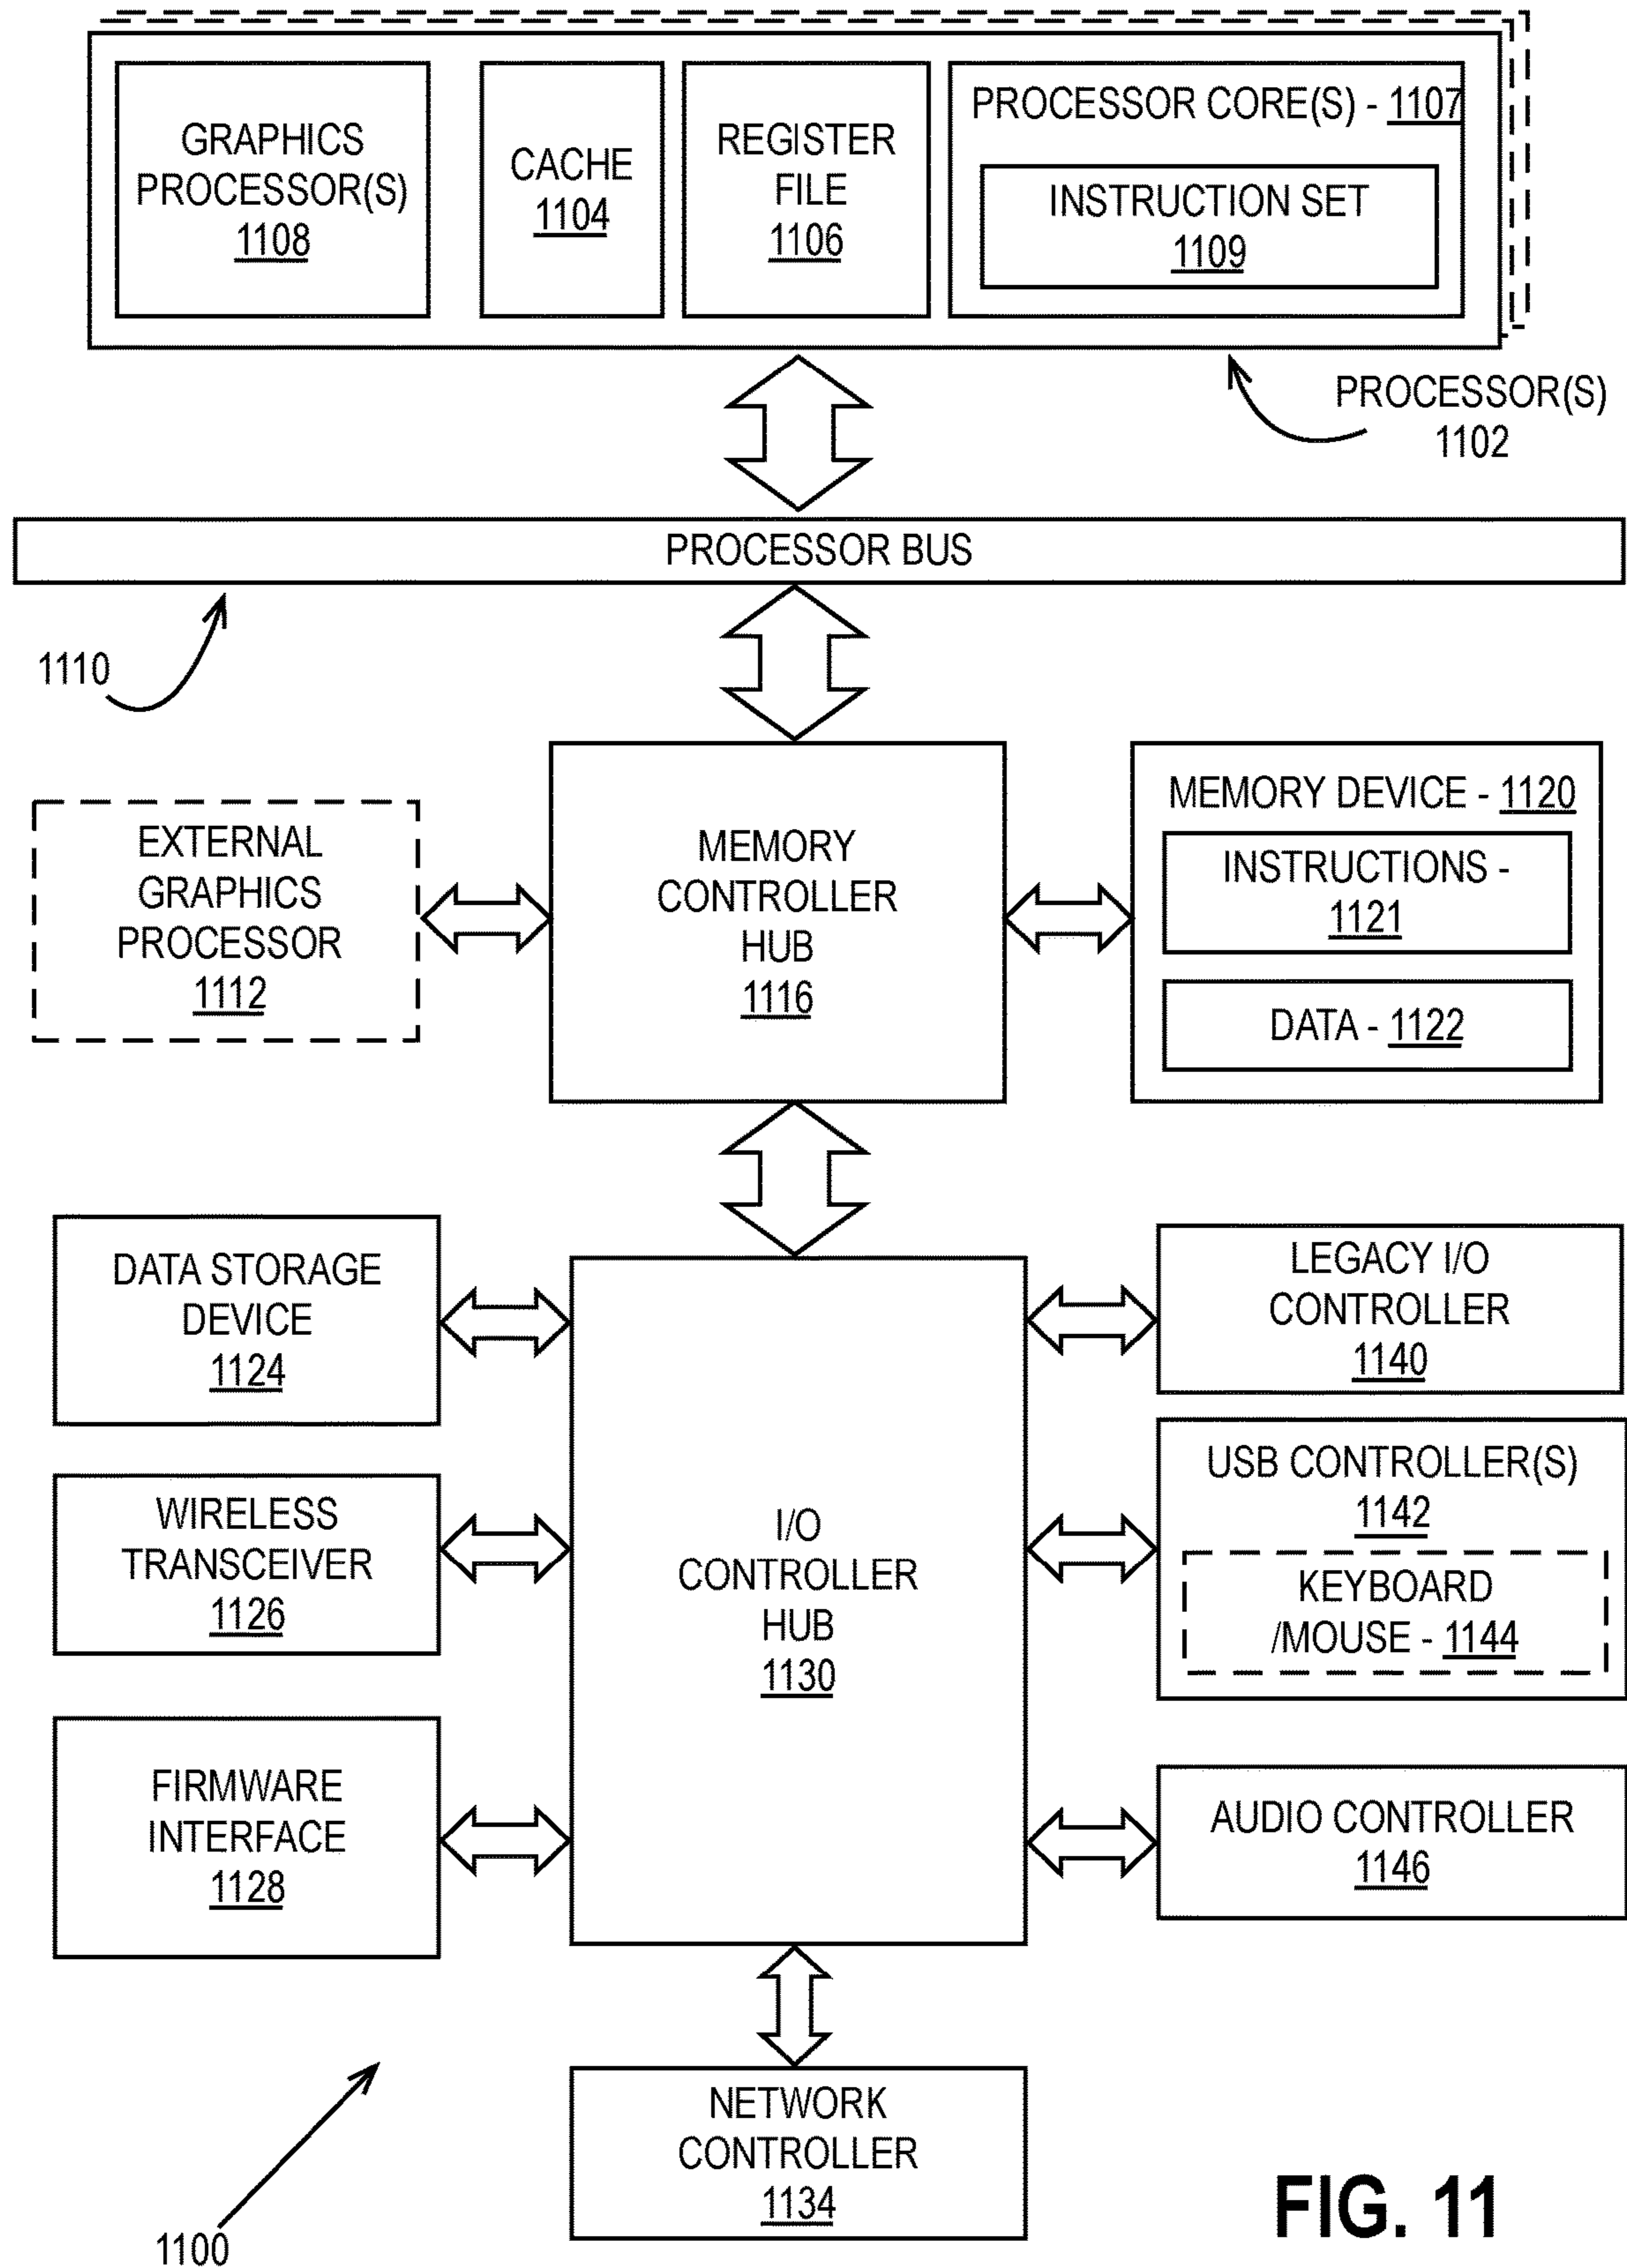 GRAPHICS
PROCESSOR(S)
1108
CACHE
1104
REGISTER
FILE
1106
PROCESSOR CORE(S) - 1107
INSTRUCTION SET
1109
PROCESSOR(S)
1102
PROCESSOR BUS
1110
EXTERNAL
GRAPHICS
PROCESSOR
1112
MEMORY
CONTROLLER
HUB
1116
MEMORY DEVICE - 1120
INSTRUCTIONS -
1121
DATA - 1122
DATA STORAGE
DEVICE
1124
WIRELESS
TRANSCEIVER
1126
FIRMWARE
INTERFACE
1128
I/O
CONTROLLER
HUB
1130
LEGACY I/O
CONTROLLER
1140
USB CONTROLLER(S)
1142
KEYBOARD
/MOUSE - 1144
AUDIO CONTROLLER
1146
NETWORK
CONTROLLER
1134
1100
FIG. 11